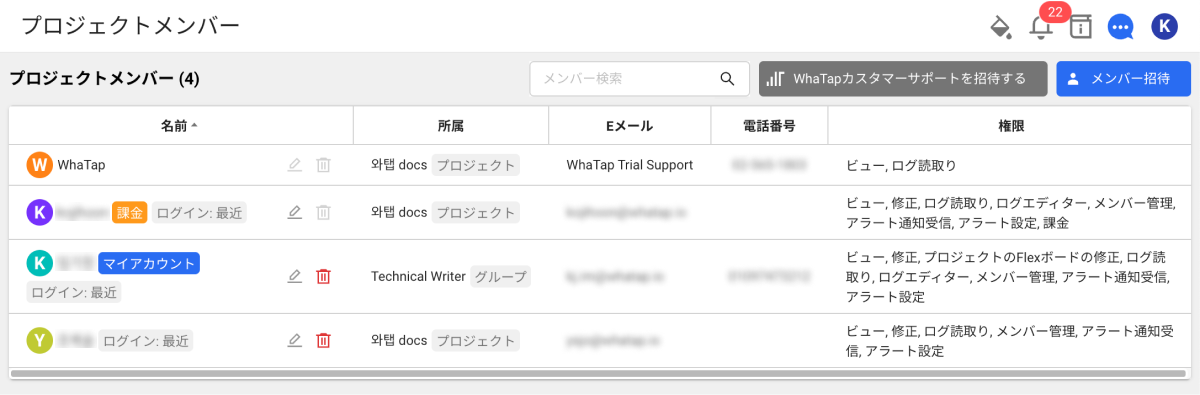 プロジェクトメンバー
22
K
プロジェクトメンバー (4)
メンバー検索
WhaTapカスタマーサポートを招待する
メンバー招待
名前 所属 Eメール 電話番号 権限
W WhaTap 와탭 docs プロジェクト WhaTap Trial Support ビュー, ログ読取り
K 課金 ログイン: 最近 와탭 docs プロジェクト ビュー, 修正, ログ読取り, ログエディター, メンバー管理,
アラート通知受信, アラート設定, 課金
K マイアカウント Technical Writer グループ ビュー, 修正, プロジェクトのFlexボードの修正, ログ読
ログイン: 最近 取り, ログエディター, メンバー管理, アラート通知受信,
アラート設定
Y ログイン: 最近 와탭 docs プロジェクト ビュー, 修正, ログ読取り, メンバー管理, アラート通知受
信, アラート設定